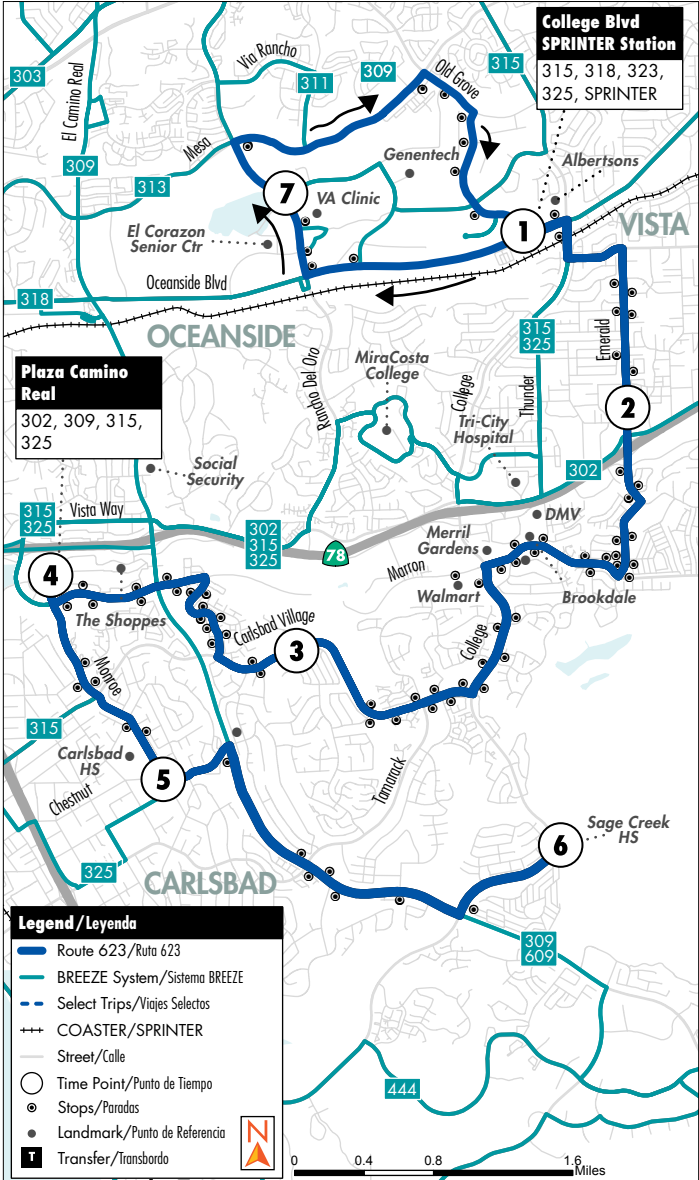 College Blvd
SPRINTER Station
315, 318, 323,
325, SPRINTER
303
El Camino Real
Via Rancho
311
309
Old Grove
315
309
Mesa
313
Genentech
Albertsons
7
VA Clinic
El Corazon
Senior Ctr
1
VISTA
Oceanside Blvd
318
OCEANSIDE
Emerald
315
325
Plaza Camino
Real
302, 309, 315,
325
Rancho Del Oro
MiraCosta
College
College
Thunder
Tri-City
Hospital
2
302
Social
Security
315
325
Vista Way
302
315
325
78
DMV
Merril
Gardens
Marron
Walmart
Brookdale
4
The Shoppes
Carlsbad Village
3
College
Monroe
315
Carlsbad
HS
Chestnut
5
Tamarack
325
CARLSBAD
6
Sage Creek
HS
309
609
444
Legend/Leyenda
Route 623/Ruta 623
BREEZE System/Sistema BREEZE
Select Trips/Viajes Selectos
COASTER/SPRINTER
Street/Calle
Time Point/Punto de Tiempo
Stops/Paradas
Landmark/Punto de Referencia
T Transfer/Transbordo
N
0 0.4 0.8 1.6
Miles